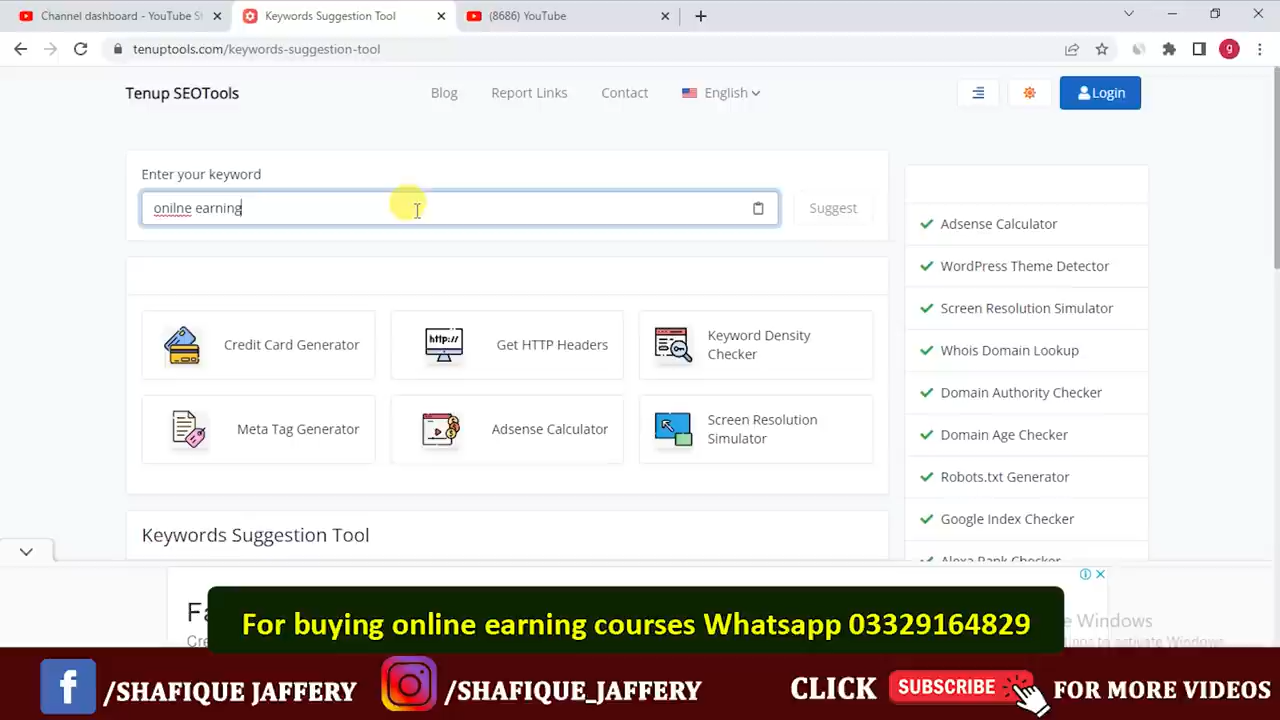 Channel dashboard - YouTube St
Keywords Suggestion Tool
(8686) YouTube
tenuptools.com/keywords-suggestion-tool
g
Tenup SEOTools
Blog
Report Links
Contact
English
Login
Enter your keyword
onilne earning
Suggest
Credit Card Generator
http://
Get HTTP Headers
Keyword Density
Checker
Meta Tag Generator
Adsense Calculator
Screen Resolution
Simulator
Adsense Calculator
WordPress Theme Detector
Screen Resolution Simulator
Whois Domain Lookup
Domain Authority Checker
Domain Age Checker
Robots.txt Generator
Google Index Checker
Alexa Rank Checker
Keywords Suggestion Tool
For buying online earning courses Whatsapp 03329164829
/SHAFIQUE JAFFERY
/SHAFIQUE_JAFFERY
CLICK
SUBSCRIBE
FOR MORE VIDEOS